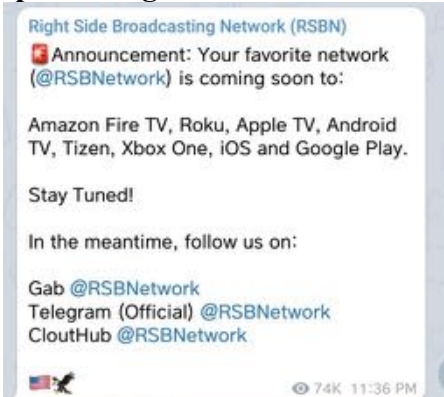 Right Side Broadcasting Network (RSBN)
🚨Announcement: Your favorite network
(@RSBNetwork) is coming soon to:
Amazon Fire TV, Roku, Apple TV, Android
TV, Tizen, Xbox One, iOS and Google Play.
Stay Tuned!
In the meantime, follow us on:
Gab @RSBNetwork
Telegram (Official) @RSBNetwork
CloutHub @RSBNetwork
🇺🇸🦅
74K 11:36 PM